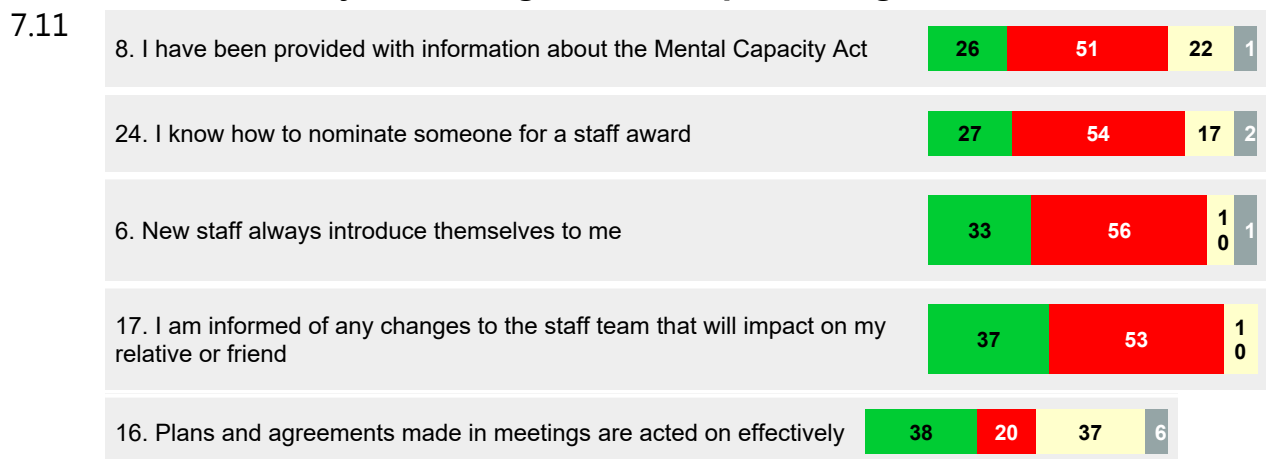 7.11
8. I have been provided with information about the Mental Capacity Act 26 51 22 1
24. I know how to nominate someone for a staff award 27 54 17 2
6. New staff always introduce themselves to me 33 56 10 1
17. I am informed of any changes to the staff team that will impact on my
relative or friend 37 53 10
16. Plans and agreements made in meetings are acted on effectively 38 20 37 6